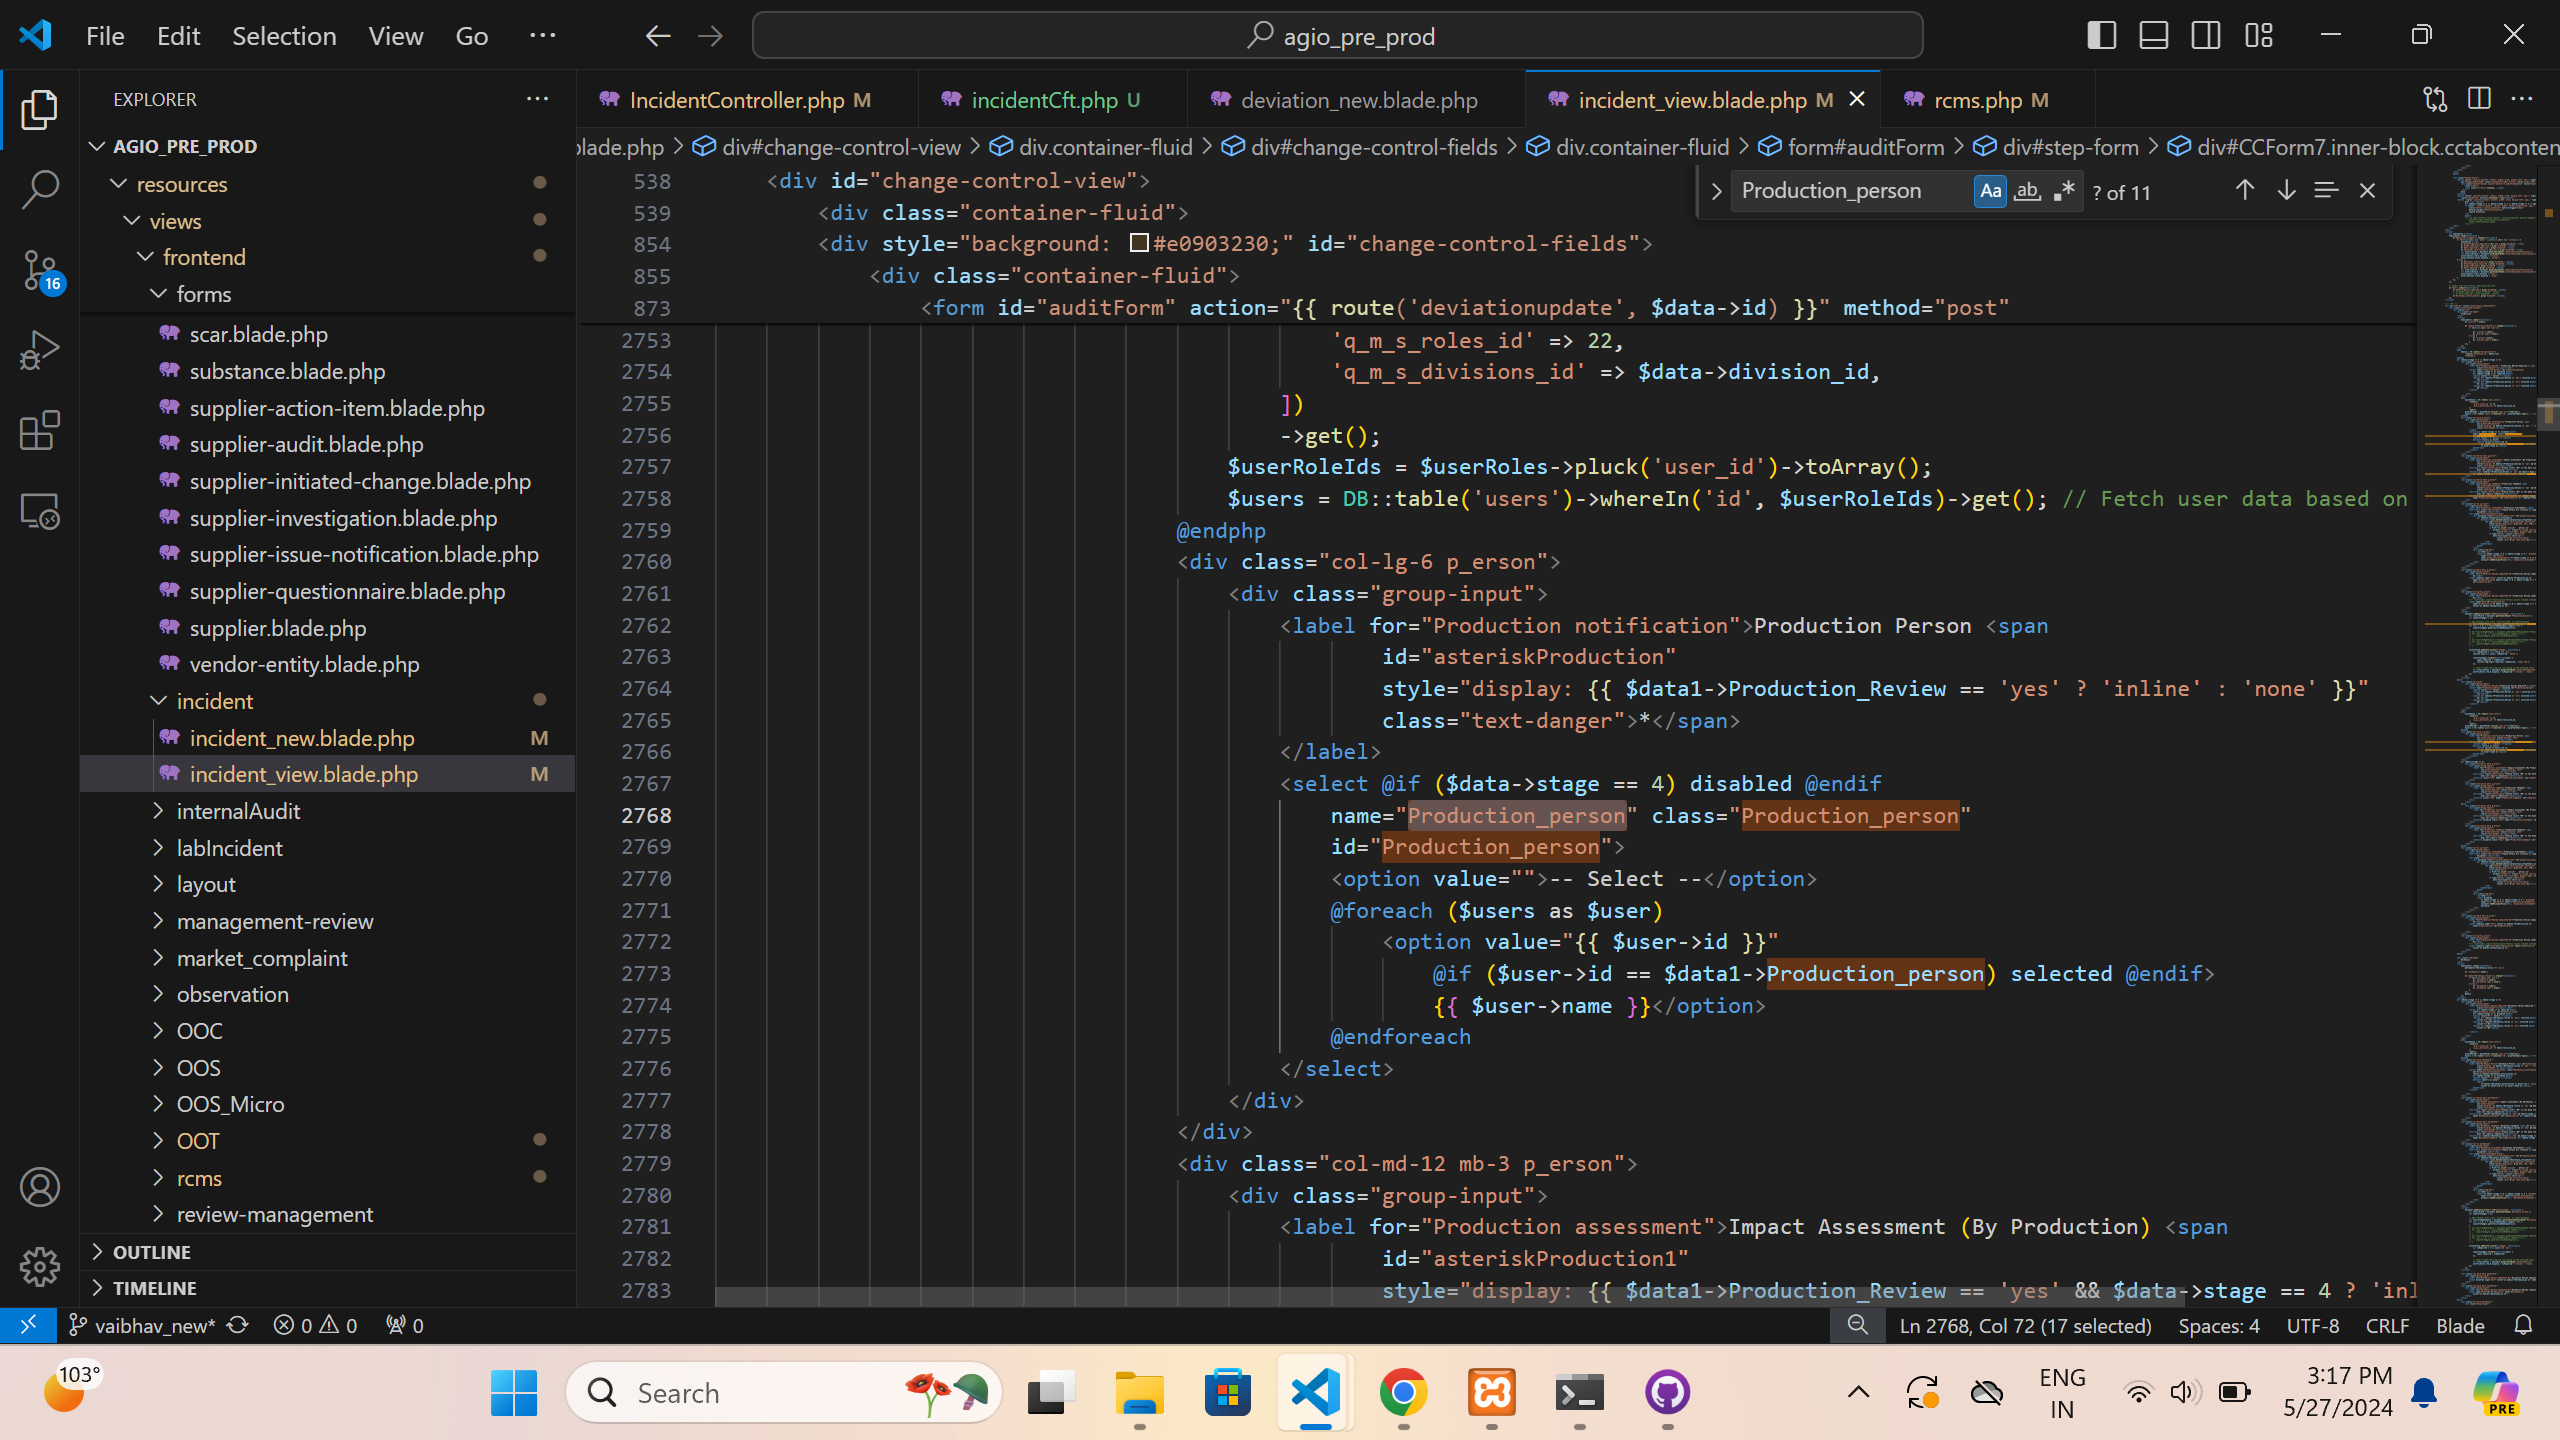 File Edit Selection View Go ···
agio_pre_prod
EXPLORER
AGIO_PRE_PROD
resources
views
frontend
forms
scar.blade.php
substance.blade.php
supplier-action-item.blade.php
supplier-audit.blade.php
supplier-initiated-change.blade.php
supplier-investigation.blade.php
supplier-issue-notification.blade.php
supplier-questionnaire.blade.php
supplier.blade.php
vendor-entity.blade.php
incident
incident_new.blade.php M
incident_view.blade.php M
internalAudit
labIncident
layout
management-review
market_complaint
observation
OOC
OOS
OOS_Micro
OOT
rcms
review-management
OUTLINE
TIMELINE
16
IncidentController.php M
incidentCft.php U
deviation_new.blade.php
incident_view.blade.php M
rcms.php M
blade.php > div#change-control-view > div.container-fluid > div#change-control-fields > div.container-fluid > form#auditForm > div#step-form > div#CCForm7.inner-block.cctabconten
Production_person Aa ab ? of 11
538 <div id="change-control-view">
539 <div class="container-fluid">
854 <div style="background: #e0903230;" id="change-control-fields">
855 <div class="container-fluid">
873 <form id="auditForm" action="{{ route('deviationupdate', $data->id) }}" method="post"
2753 'q_m_s_roles_id' => 22,
2754 'q_m_s_divisions_id' => $data->division_id,
2755 ])
2756 ->get();
2757 $userRoleIds = $userRoles->pluck('user_id')->toArray();
2758 $users = DB::table('users')->whereIn('id', $userRoleIds)->get(); // Fetch user data based on
2759 @endphp
2760 <div class="col-lg-6 p_erson">
2761 <div class="group-input">
2762 <label for="Production notification">Production Person <span
2763 id="asteriskProduction"
2764 style="display: {{ $data1->Production_Review == 'yes' ? 'inline' : 'none' }}"
2765 class="text-danger">*</span>
2766 </label>
2767 <select @if ($data->stage == 4) disabled @endif
2768 name="Production_person" class="Production_person"
2769 id="Production_person">
2770 <option value="">-- Select --</option>
2771 @foreach ($users as $user)
2772 <option value="{{ $user->id }}"
2773 @if ($user->id == $data1->Production_person) selected @endif>
2774 {{ $user->name }}</option>
2775 @endforeach
2776 </select>
2777 </div>
2778 </div>
2779 <div class="col-md-12 mb-3 p_erson">
2780 <div class="group-input">
2781 <label for="Production assessment">Impact Assessment (By Production) <span
2782 id="asteriskProduction1"
2783 style="display: {{ $data1->Production_Review == 'yes' && $data->stage == 4 ? 'inl
vaibhav_new* 0 0 0
Ln 2768, Col 72 (17 selected) Spaces: 4 UTF-8 CRLF Blade
103°
Search
ENG
IN
3:17 PM
5/27/2024
PRE